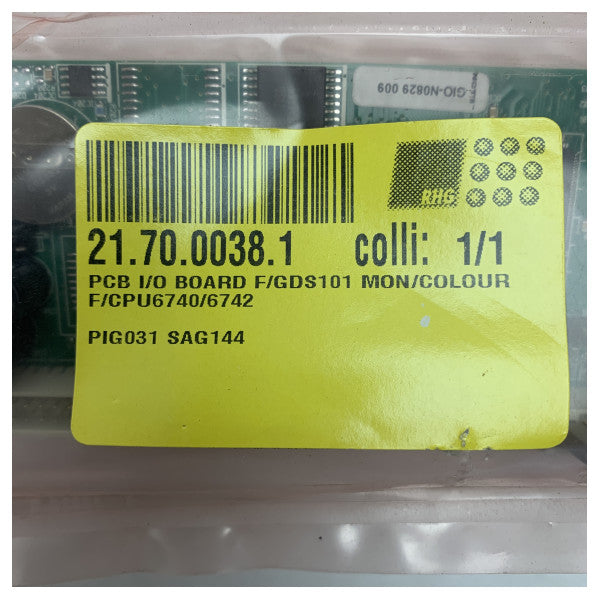 GIO-N0829 009
RHG
21.70.0038.1 colli: 1/1
PCB I/O BOARD F/GDS101 MON/COLOUR
F/CPU6740/6742
PIG031 SAG144